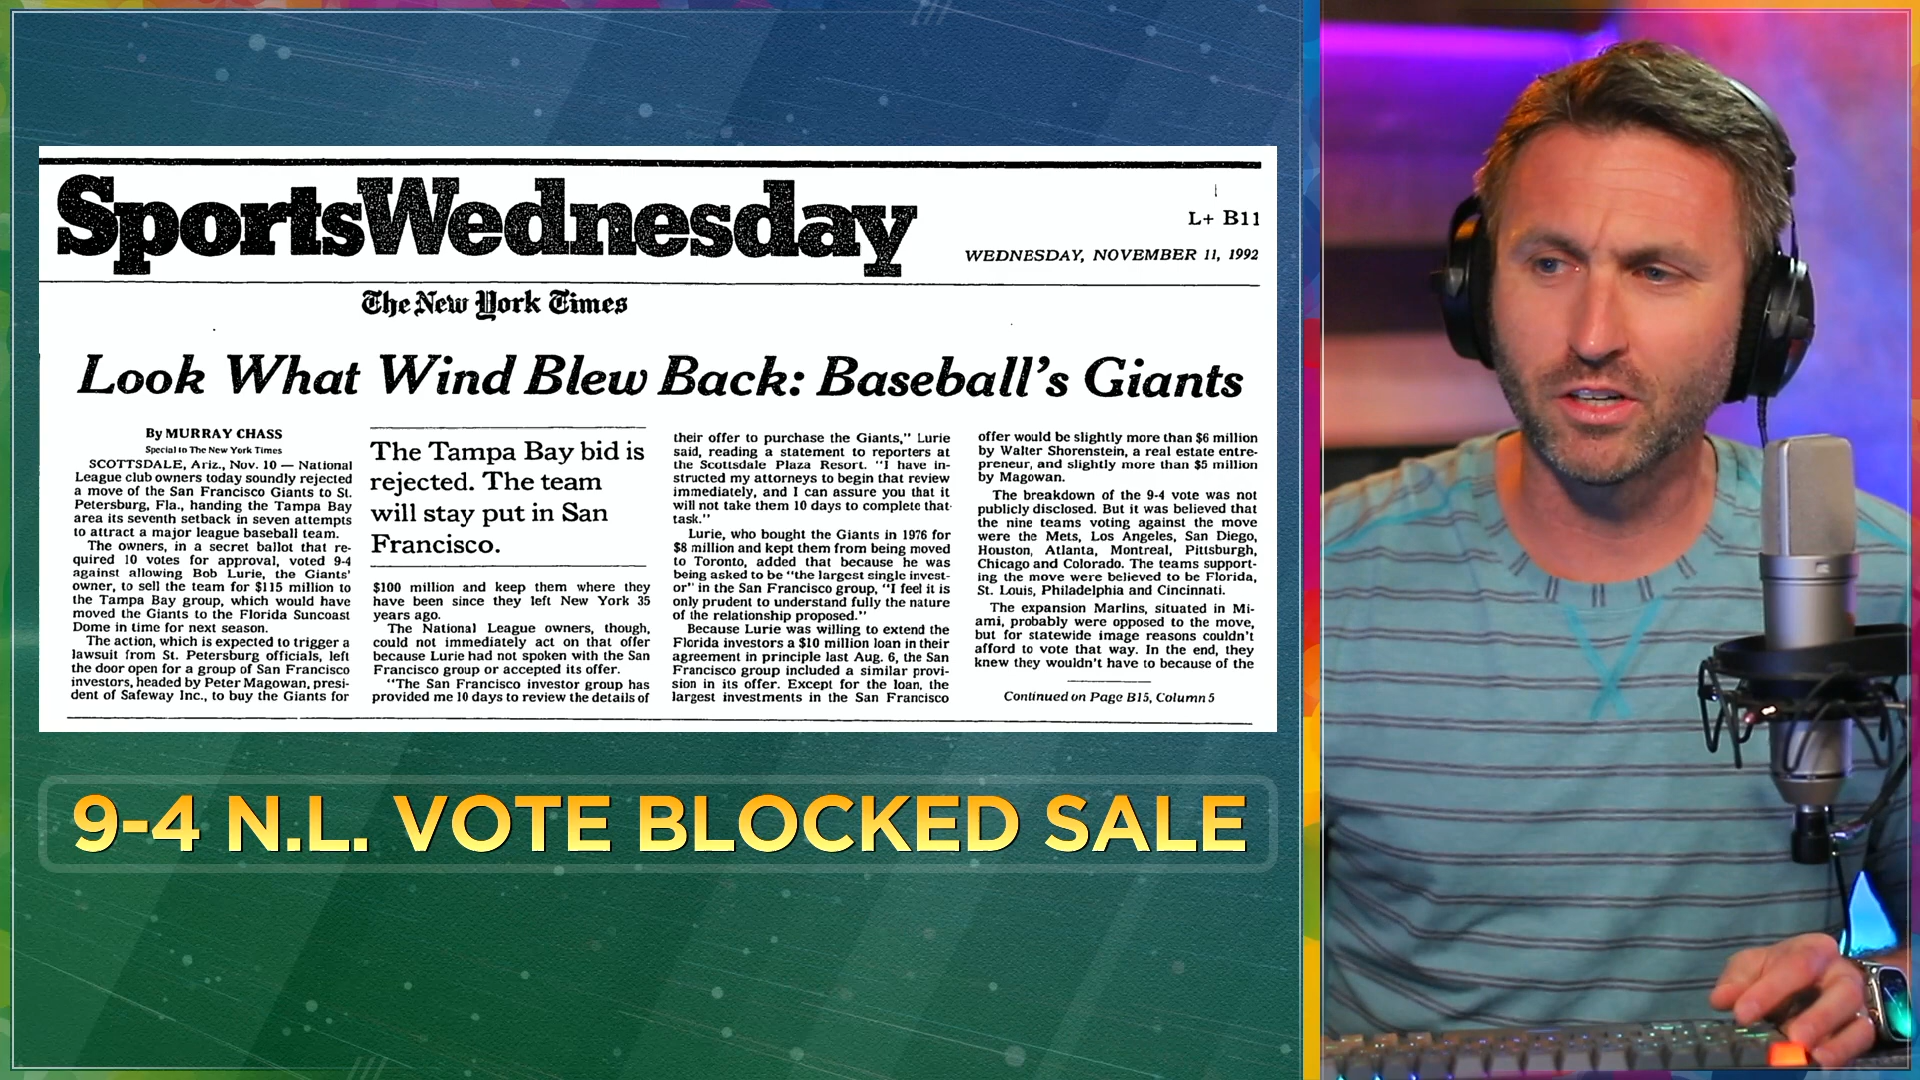 SportsWednesday
L+ B11
WEDNESDAY, NOVEMBER 11, 1992
The New York Times
Look What Wind Blew Back: Baseball's Giants
By MURRAY CHASS
Special to The New York Times
SCOTTSDALE, Ariz., Nov. 10 — National
League club owners today soundly rejected
a move of the San Francisco Giants to St.
Petersburg, Fla., handing the Tampa Bay
area its seventh setback in seven attempts
to attract a major league baseball team.
The owners, in a secret ballot that re-
quired 10 votes for approval, voted 9-4
against allowing Bob Lurie, the Giants'
owner, to sell the team for $115 million to
the Tampa Bay group, which would have
moved the Giants to the Florida Suncoast
Dome in time for next season.
The action, which is expected to trigger a
lawsuit from St. Petersburg officials, left
the door open for a group of San Francisco
investors, headed by Peter Magowan, presi-
dent of Safeway Inc., to buy the Giants for
The Tampa Bay bid is
rejected. The team
will stay put in San
Francisco.
$100 million and keep them where they
have been since they left New York 35
years ago.
The National League owners, though,
could not immediately act on that offer
because Lurie had not spoken with the San
Francisco group or accepted its offer.
"The San Francisco investor group has
provided me 10 days to review the details of
their offer to purchase the Giants," Lurie
said, reading a statement to reporters at
the Scottsdale Plaza Resort. "I have in-
structed my attorneys to begin that review
immediately, and I can assure you that it
will not take them 10 days to complete that
task."
Lurie, who bought the Giants in 1976 for
$8 million and kept them from being moved
to Toronto, added that because he was
being asked to be "the largest single invest-
or" in the San Francisco group, "I feel it is
only prudent to understand fully the nature
of the relationship proposed."
Because Lurie was willing to extend the
Florida investors a $10 million loan in their
agreement in principle last Aug. 6, the San
Francisco group included a similar provi-
sion in its offer. Except for the loan, the
largest investments in the San Francisco
offer would be slightly more than $6 million
by Walter Shorenstein, a real estate entre-
preneur, and slightly more than $5 million
by Magowan.
The breakdown of the 9-4 vote was not
publicly disclosed. But it was believed that
the nine teams voting against the move
were the Mets, Los Angeles, San Diego,
Houston, Atlanta, Montreal, Pittsburgh,
Chicago and Colorado. The teams support-
ing the move were believed to be Florida,
St. Louis, Philadelphia and Cincinnati.
The expansion Marlins, situated in Mi-
ami, probably were opposed to the move,
but for statewide image reasons couldn't
afford to vote that way. In the end, they
knew they wouldn't have to because of the
Continued on Page B15, Column 5
9-4 N.L. VOTE BLOCKED SALE